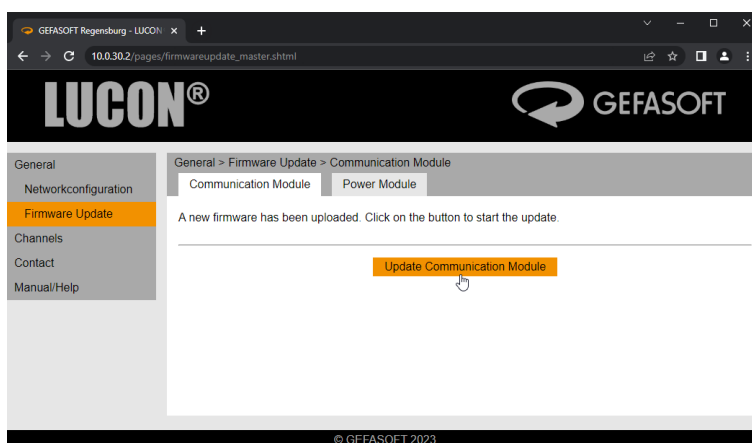 GEFASOFT Regensburg - LUCON
10.0.30.2/pages/firmwareupdate_master.shtml
LUCON®
GEFASOFT
General
Networkconfiguration
Firmware Update
Channels
Contact
Manual/Help
General > Firmware Update > Communication Module
Communication Module
Power Module
A new firmware has been uploaded. Click on the button to start the update.
Update Communication Module
© GEFASOFT 2023